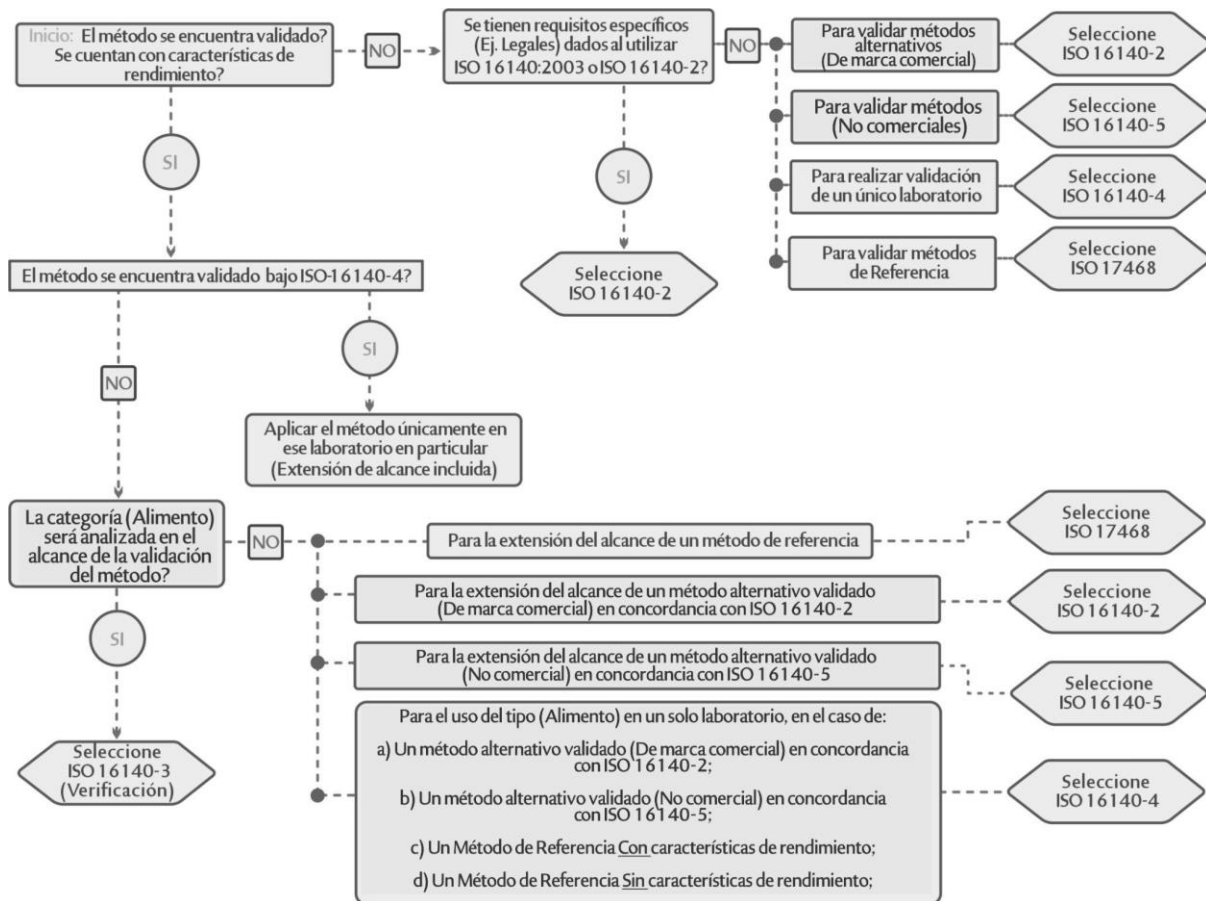 Inicio: El método se encuentra validado?
Se cuentan con características de
rendimiento?
NO
Se tienen requisitos específicos
(Ej. Legales) dados al utilizar
ISO 16140:2003 o ISO 16140-2?
NO
Para validar métodos
alternativos
(De marca comercial)
Seleccione
ISO 16140-2
Para validar métodos
(No comerciales)
Seleccione
ISO 16140-5
Para realizar validación
de un único laboratorio
Seleccione
ISO 16140-4
Para validar métodos
de Referencia
Seleccione
ISO 17468
SI
SI
Seleccione
ISO 16140-2
El método se encuentra validado bajo ISO-16140-4?
SI
NO
Aplicar el método únicamente en
ese laboratorio en particular
(Extensión de alcance incluida)
La categoría (Alimento)
será analizada en el
alcance de la validación
del método?
NO
Para la extensión del alcance de un método de referencia
Seleccione
ISO 17468
Para la extensión del alcance de un método alternativo validado
(De marca comercial) en concordancia con ISO 16140-2
Seleccione
ISO 16140-2
Para la extensión del alcance de un método alternativo validado
(No comercial) en concordancia con ISO 16140-5
Seleccione
ISO 16140-5
SI
Seleccione
ISO 16140-3
(Verificación)
Para el uso del tipo (Alimento) en un solo laboratorio, en el caso de:
a) Un método alternativo validado (De marca comercial) en concordancia
con ISO 16140-2;
b) Un método alternativo validado (No comercial) en concordancia
con ISO 16140-5;
c) Un Método de Referencia Con características de rendimiento;
d) Un Método de Referencia Sin características de rendimiento;
Seleccione
ISO 16140-4